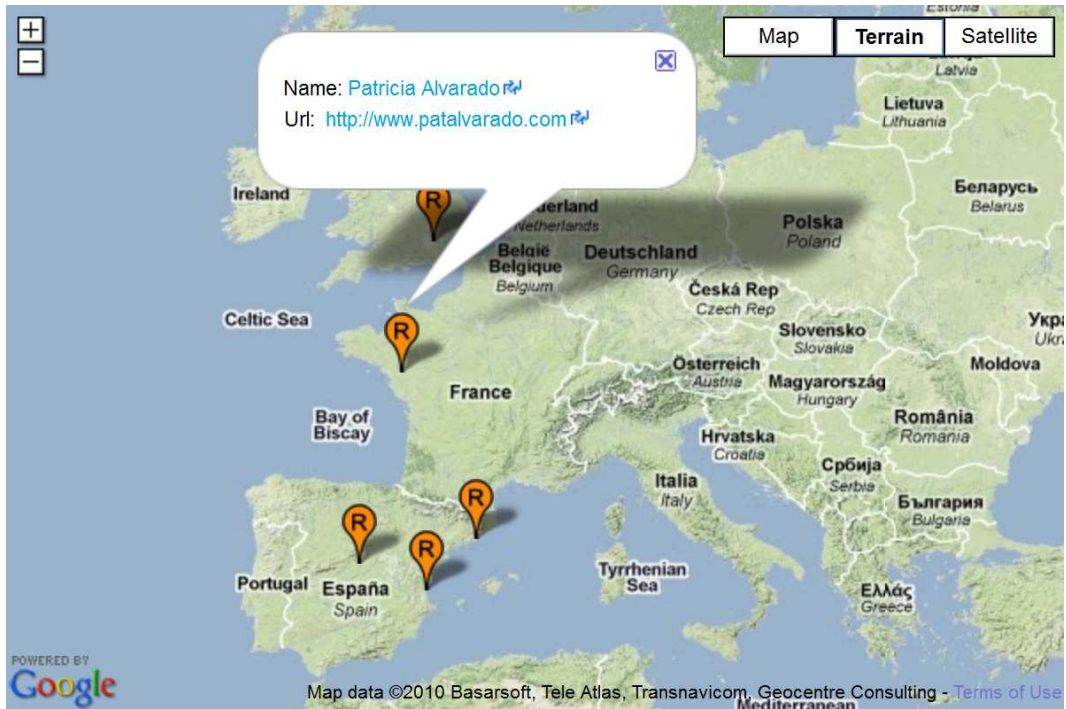 Estonia
Map
Terrain
Satellite
Latvia
Name: Patricia Alvarado
Url: http://www.patalvarado.com
Lietuva
Lithuania
Ireland
Беларусь
Belarus
R
Netherlands
Polska
Poland
België
Belgique
Belgium
Deutschland
Germany
Česká Rep
Czech Rep
Celtic Sea
R
Slovensko
Slovakia
Österreich
Austria
Magyarország
Hungary
Moldova
France
Bay of
Biscay
România
Romania
Hrvatska
Croatia
Србија
Serbia
Italia
Italy
R
България
Bulgaria
R
R
Portugal
España
Spain
Tyrrhenian
Sea
Ελλάς
Greece
POWERED BY
Google
Map data ©2010 Basarsoft, Tele Atlas, Transnavicom, Geocentre Consulting - Terms of Use
Mediterranean